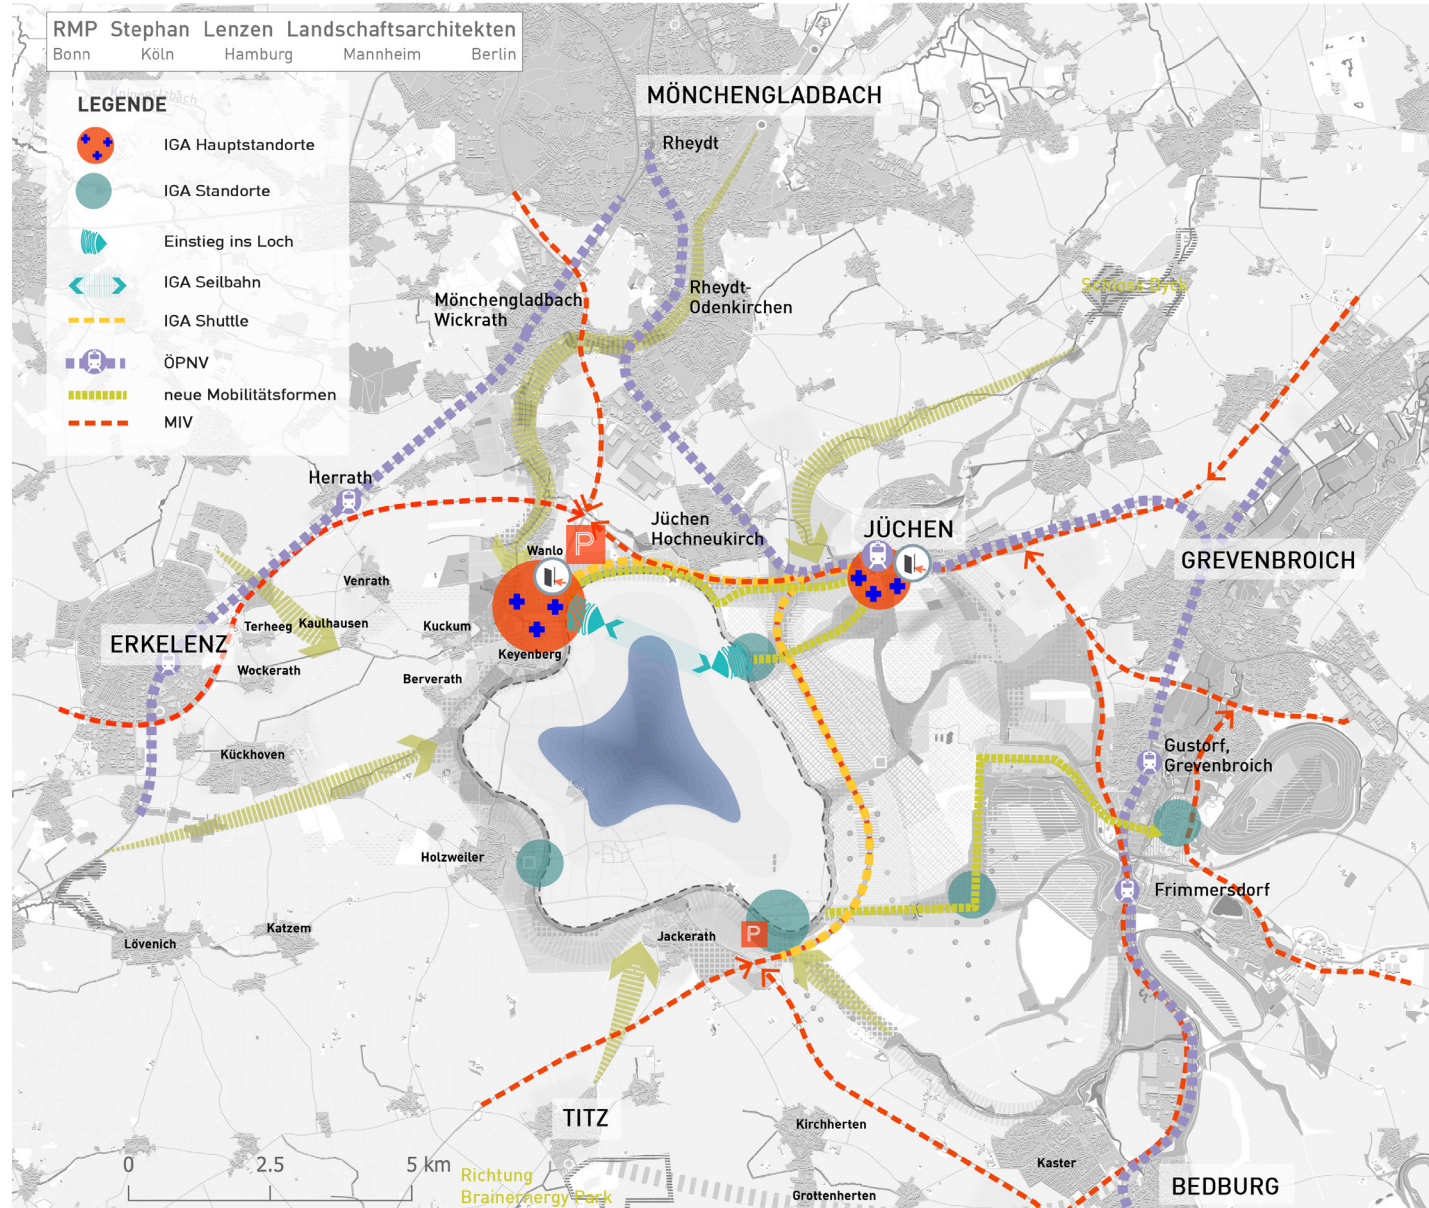 RMP Stephan Lenzen Landschaftsarchitekten
Bonn Köln Hamburg Mannheim Berlin
LEGENDE
IGA Hauptstandorte
IGA Standorte
Einstieg ins Loch
IGA Seilbahn
IGA Shuttle
ÖPNV
neue Mobilitätsformen
MIV
MÖNCHENGLADBACH
Rheydt
Schloss Dyck
Mönchengladbach
Wickrath
Rheydt-
Odenkirchen
Herrath
Jüchen
Hochneukirch
JÜCHEN
Wanlo
P
GREVENBROICH
Venrath
Terheeg
Kaulhausen
Kuckum
ERKELENZ
Keyenberg
Wockerath
Berverath
Kückhoven
Gustorf,
Grevenbroich
Holzweiler
Frimmersdorf
Katzem
Lövenich
Jackerath
P
TITZ
Kirchherten
Kaster
0 2.5 5 km
Richtung
Brainernergy Park
Grottenherten
BEDBURG